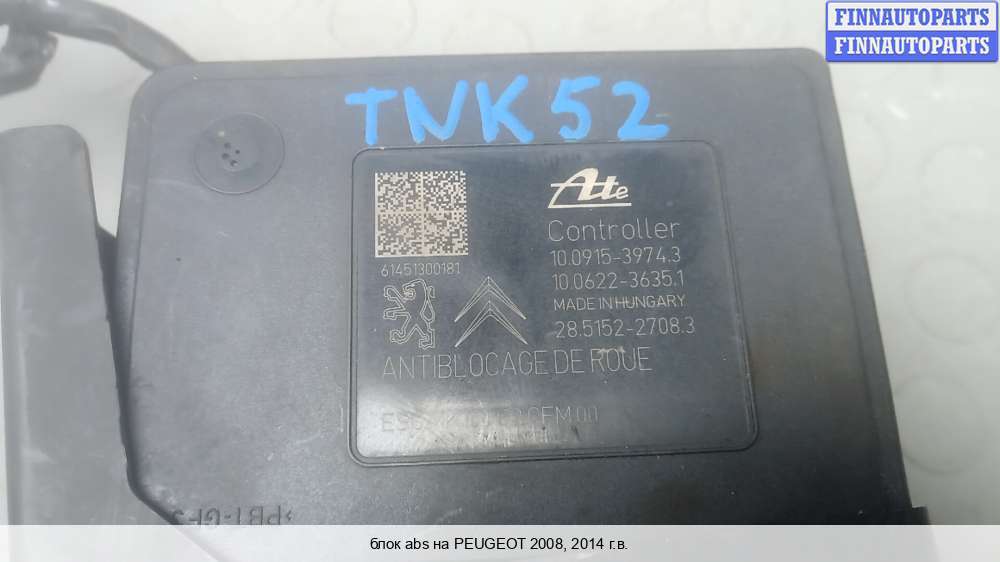 FINNAUTOPARTS
FINNAUTOPARTS
TNK52
Ate
Controller
61451300181
10.0915-3974.3
10.0622-3635.1
MADE IN HUNGARY
28.5152-2708.3
ANTIBLOCAGE DE ROUE
блок abs на PEUGEOT 2008, 2014 г.в.